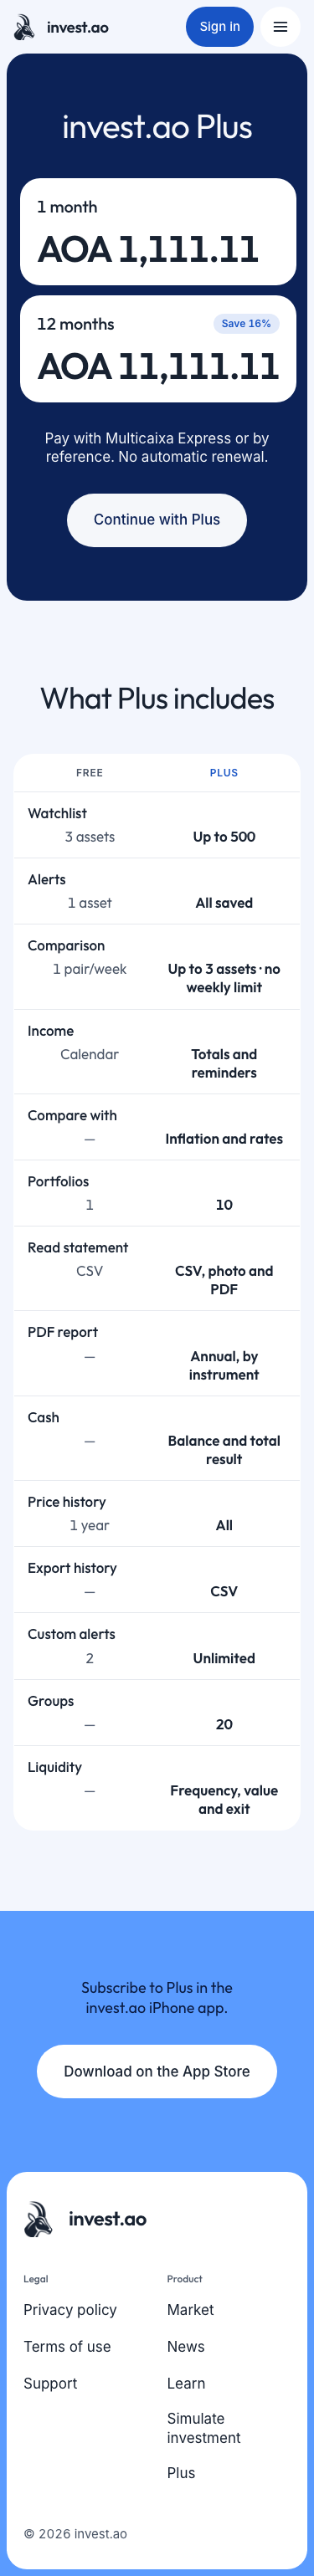 invest.ao
Sign in
invest.ao Plus
1 month
AOA 1,111.11
12 months
Save 16%
AOA 11,111.11
Pay with Multicaixa Express or by
reference. No automatic renewal.
Continue with Plus
What Plus includes
FREE PLUS
Watchlist
3 assets Up to 500
Alerts
1 asset All saved
Comparison
1 pair/week Up to 3 assets · no
weekly limit
Income
Calendar Totals and
reminders
Compare with
— Inflation and rates
Portfolios
1 10
Read statement
CSV CSV, photo and
PDF
PDF report
— Annual, by
instrument
Cash
— Balance and total
result
Price history
1 year All
Export history
— CSV
Custom alerts
2 Unlimited
Groups
— 20
Liquidity
— Frequency, value
and exit
Subscribe to Plus in the
invest.ao iPhone app.
Download on the App Store
invest.ao
Legal
Privacy policy
Terms of use
Support
Product
Market
News
Learn
Simulate
investment
Plus
© 2026 invest.ao